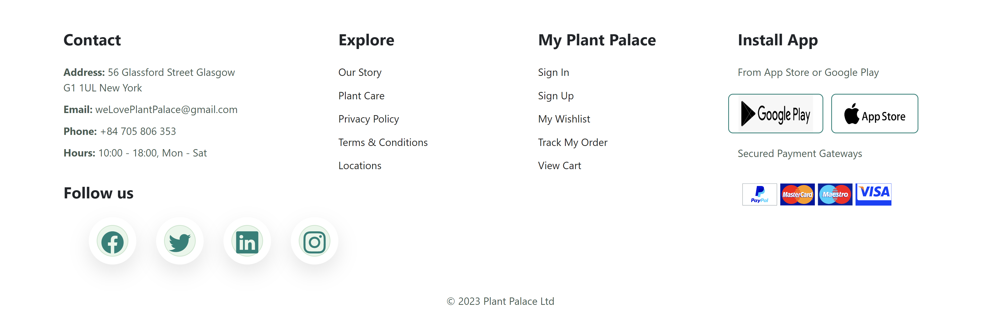 Contact
Address: 56 Glassford Street Glasgow
G1 1UL New York
Email: weLovePlantPalace@gmail.com
Phone: +84 705 806 353
Hours: 10:00 - 18:00, Mon - Sat
Follow us
Explore
Our Story
Plant Care
Privacy Policy
Terms & Conditions
Locations
My Plant Palace
Sign In
Sign Up
My Wishlist
Track My Order
View Cart
Install App
From App Store or Google Play
Google Play
App Store
Secured Payment Gateways
PayPal
MasterCard
Maestro
VISA
© 2023 Plant Palace Ltd